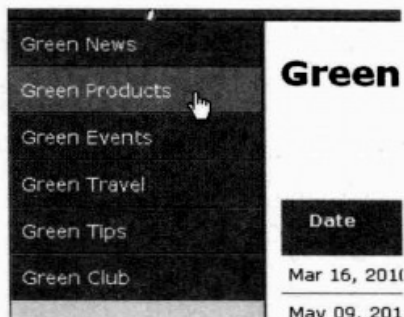 Green News
Green Products
Green Events
Green Travel
Green Tips
Green Club
Green
Date
Mar 16, 201
May 09, 201